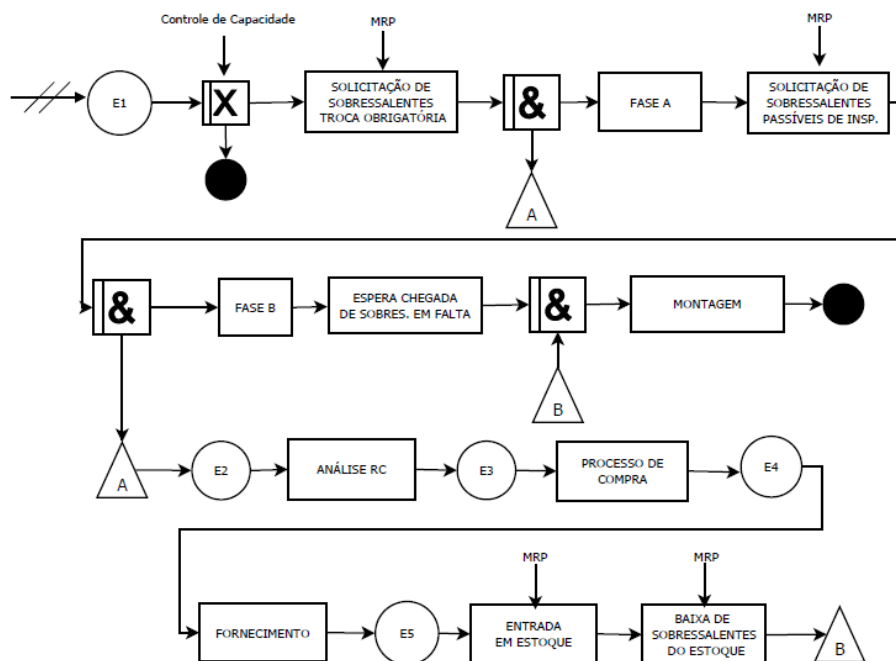 Controle de Capacidade
MRP
MRP
E1
X
SOLICITAÇÃO DE
SOBRESSALENTES
TROCA OBRIGATÓRIA
&
FASE A
SOLICITAÇÃO DE
SOBRESSALENTES
PASSÍVEIS DE INSP.
A
&
FASE B
ESPERA CHEGADA
DE SOBRES. EM FALTA
&
MONTAGEM
B
A
E2
ANÁLISE RC
E3
PROCESSO DE
COMPRA
E4
MRP
MRP
FORNECIMENTO
E5
ENTRADA
EM ESTOQUE
BAIXA DE
SOBRESSALENTES
DO ESTOQUE
B